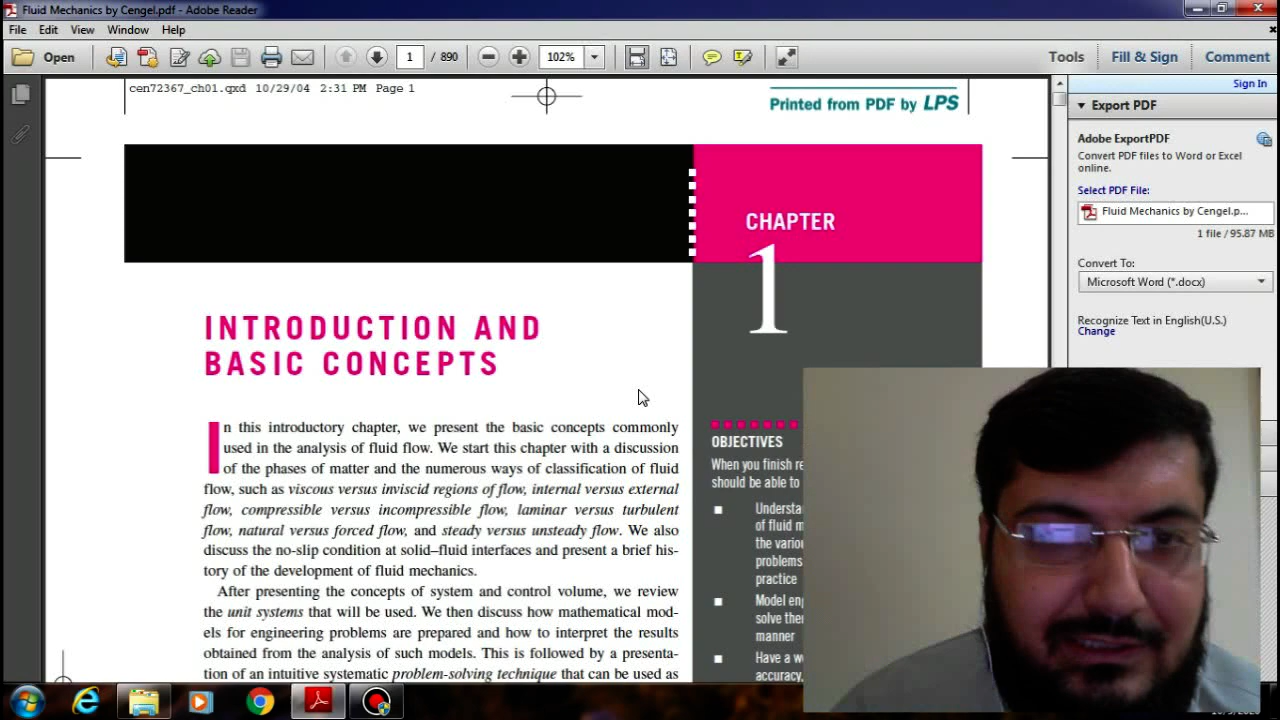 Fluid Mechanics by Cengel.pdf - Adobe Reader
File Edit View Window Help
Open 1 / 890 102% Tools Fill & Sign Comment
Sign In
cen72367_ch01.qxd 10/29/04 2:31 PM Page 1
Printed from PDF by LPS
CHAPTER
1
INTRODUCTION AND
BASIC CONCEPTS
In this introductory chapter, we present the basic concepts commonly
used in the analysis of fluid flow. We start this chapter with a discussion
of the phases of matter and the numerous ways of classification of fluid
flow, such as viscous versus inviscid regions of flow, internal versus external
flow, compressible versus incompressible flow, laminar versus turbulent
flow, natural versus forced flow, and steady versus unsteady flow. We also
discuss the no-slip condition at solid–fluid interfaces and present a brief his-
tory of the development of fluid mechanics.
After presenting the concepts of system and control volume, we review
the unit systems that will be used. We then discuss how mathematical mod-
els for engineering problems are prepared and how to interpret the results
obtained from the analysis of such models. This is followed by a presenta-
tion of an intuitive systematic problem-solving technique that can be used as
OBJECTIVES
When you finish re
should be able to
Understa
of fluid m
the variou
problems
practice
Model eng
solve the
manner
Have a w
accuracy,
Export PDF
Adobe ExportPDF
Convert PDF files to Word or Excel
online.
Select PDF File:
Fluid Mechanics by Cengel.p...
1 file / 95.87 MB
Convert To:
Microsoft Word (*.docx)
Recognize Text in English(U.S.)
Change